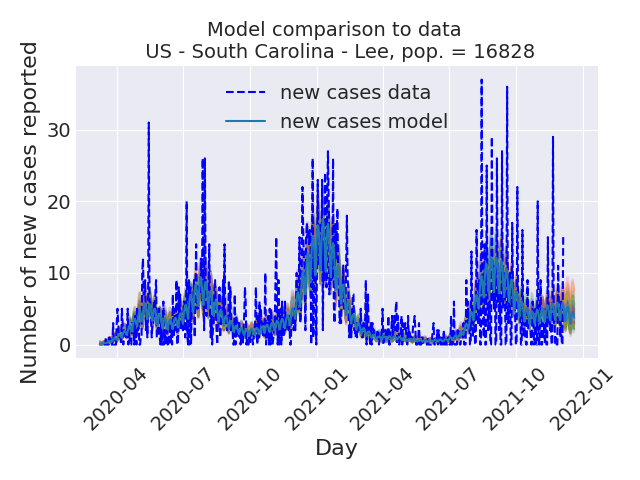 Model comparison to data
US - South Carolina - Lee, pop. = 16828
Number of new cases reported
30
20
10
0
new cases data
new cases model
2020-04
2020-07
2020-10
2021-01
2021-04
2021-07
2021-10
2022-01
Day